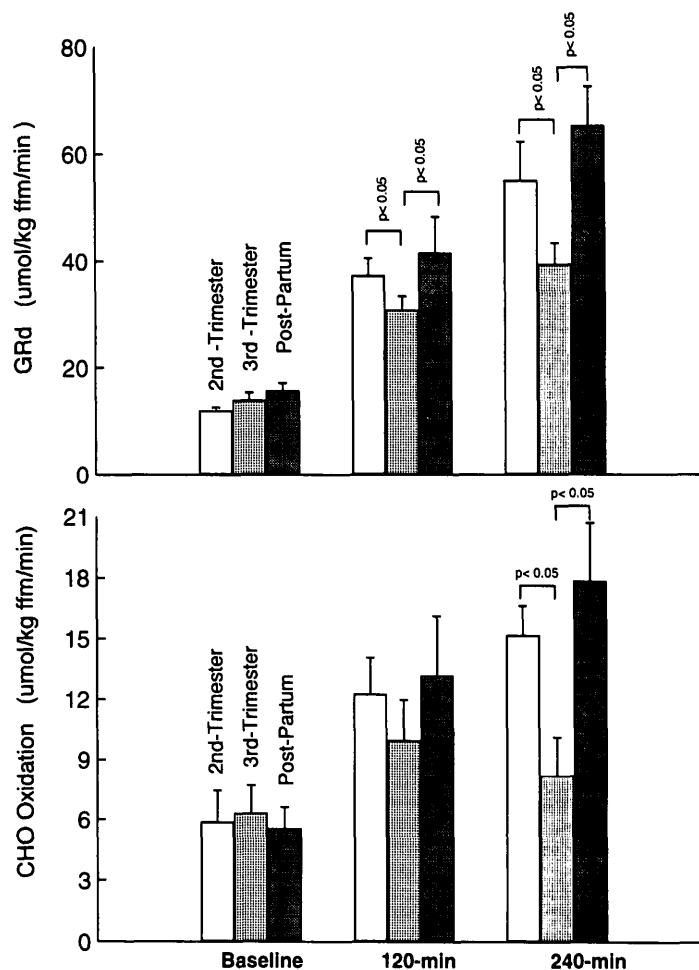 GRd (umol/kg ffm/min )
80
60
40
20
0
2nd -Trimester
3rd -Trimester
Post-Partum
p< 0.05
p< 0.05
p< 0.05
p< 0.05
CHO Oxidation (umol/kg ffm/min)
21
18
15
12
9
6
3
0
2nd-Trimester
3rd-Trimester
Post-Partum
p< 0.05
p< 0.05
Baseline
120-min
240-min